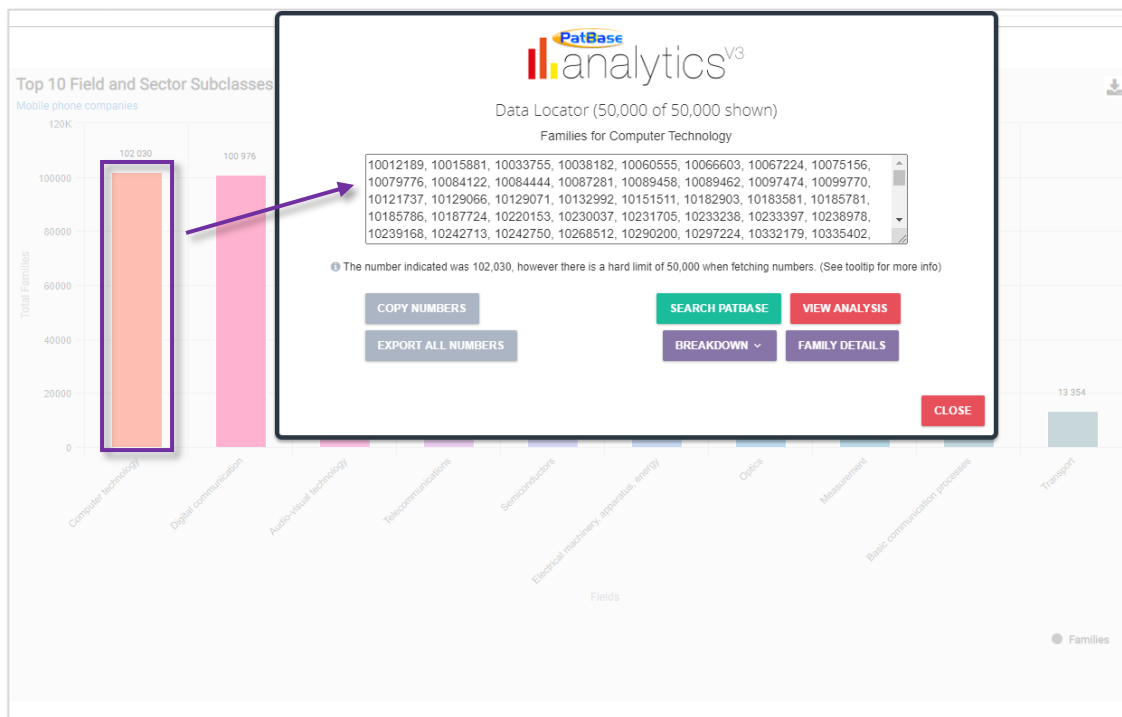 PatBase
analytics V3
Data Locator (50,000 of 50,000 shown)
Families for Computer Technology
10012189, 10015881, 10033755, 10038182, 10060555, 10066603, 10067224, 10075156,
10079776, 10084122, 10084444, 10087281, 10089458, 10089462, 10097474, 10099770,
10121737, 10129066, 10129071, 10132992, 10151511, 10182903, 10183581, 10185781,
10185786, 10187724, 10220153, 10230037, 10231705, 10233238, 10233397, 10238978,
10239168, 10242713, 10242750, 10268512, 10290200, 10297224, 10332179, 10335402,
The number indicated was 102,030, however there is a hard limit of 50,000 when fetching numbers. (See tooltip for more info)
COPY NUMBERS
SEARCH PATBASE
VIEW ANALYSIS
EXPORT ALL NUMBERS
BREAKDOWN
FAMILY DETAILS
CLOSE
Top 10 Field and Sector Subclasses
Mobile phone companies
Total Families
120K
100000
80000
60000
40000
20000
0
102 030
100 976
13 354
Computer technology
Digital communication
Audio-visual technology
Telecommunications
Semiconductors
Electrical machinery, apparatus, energy
Optics
Measurement
Basic communication processes
Transport
Fields
Families